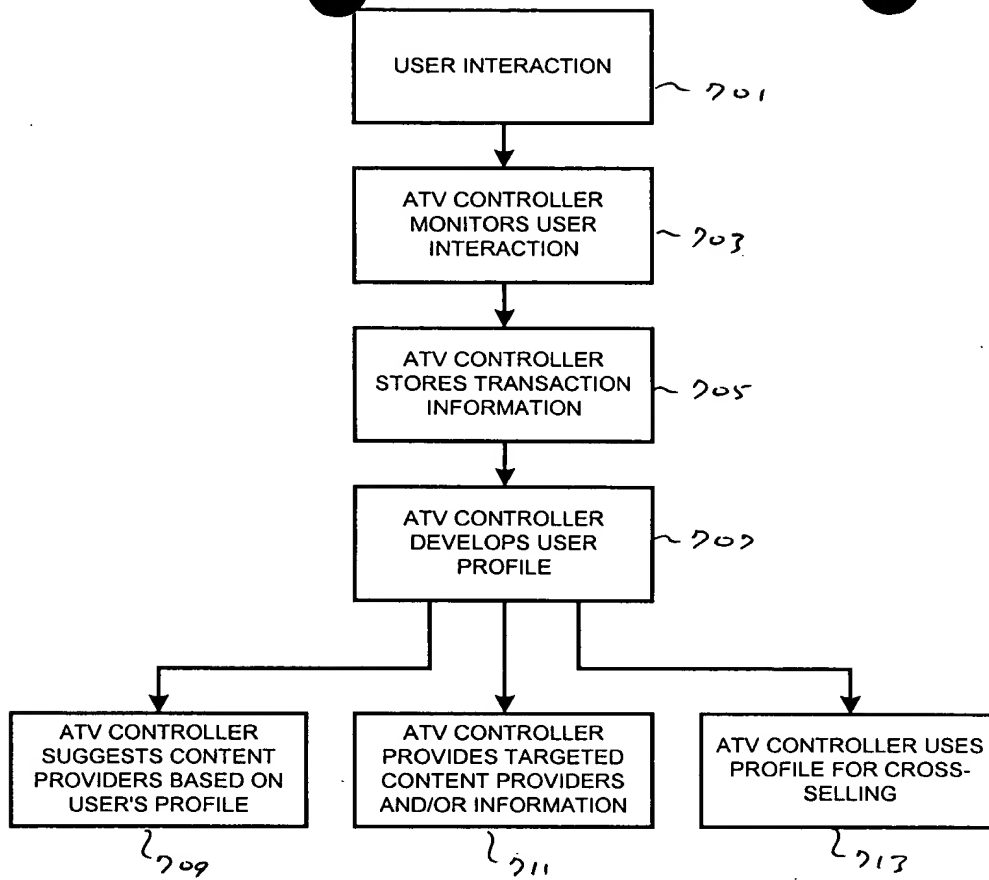 USER INTERACTION
701
ATV CONTROLLER
MONITORS USER
INTERACTION
703
ATV CONTROLLER
STORES TRANSACTION
INFORMATION
705
ATV CONTROLLER
DEVELOPS USER
PROFILE
707
ATV CONTROLLER
SUGGESTS CONTENT
PROVIDERS BASED ON
USER'S PROFILE
709
ATV CONTROLLER
PROVIDES TARGETED
CONTENT PROVIDERS
AND/OR INFORMATION
711
ATV CONTROLLER USES
PROFILE FOR CROSS-
SELLING
713